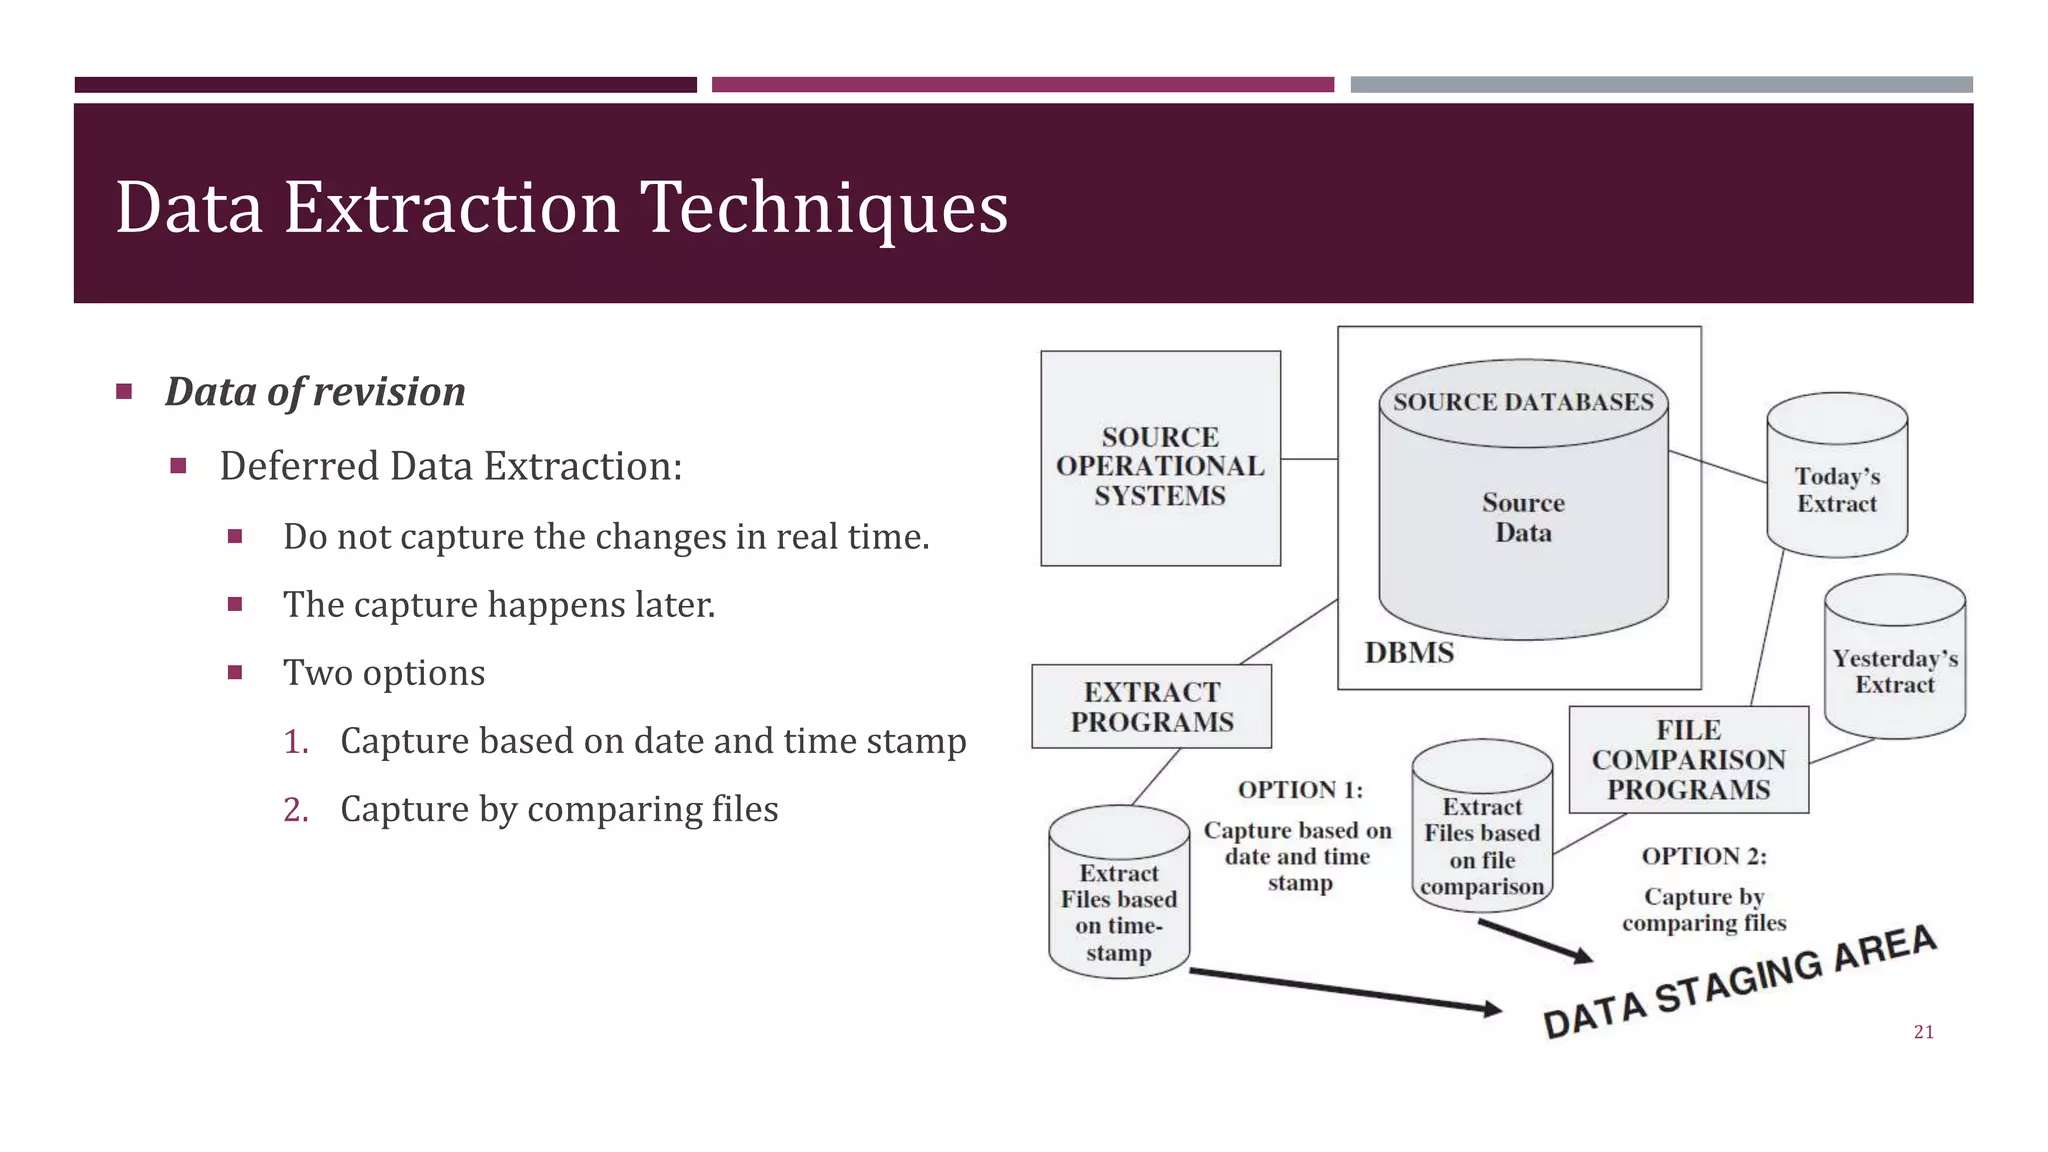 Data Extraction Techniques
Data of revision
Deferred Data Extraction:
Do not capture the changes in real time.
The capture happens later.
Two options
1. Capture based on date and time stamp
2. Capture by comparing files
SOURCE
OPERATIONAL
SYSTEMS
SOURCE DATABASES
Source
Data
DBMS
Today's
Extract
Yesterday's
Extract
EXTRACT
PROGRAMS
FILE
COMPARISON
PROGRAMS
OPTION 1:
Capture based on
date and time
stamp
Extract
Files based
on file
comparison
OPTION 2:
Capture by
comparing files
Extract
Files based
on time-
stamp
DATA STAGING AREA
21